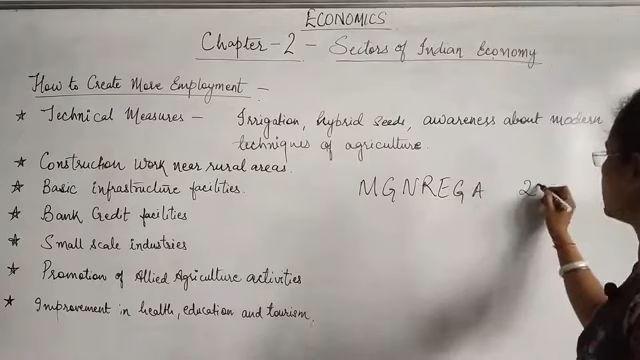 ECONOMICS
Chapter-2 - Sectors of Indian Economy
How to Create More Employment -
* Technical Measures - Irrigation, hybrid seeds, awareness about modern
techniques of agriculture.
* Construction work near rural areas.
* Basic infrastructure facilities.
MGNREGA 2
* Bank Credit facilities
* Small scale industries
* Promotion of Allied Agriculture activities
* Improvement in health, education and tourism.